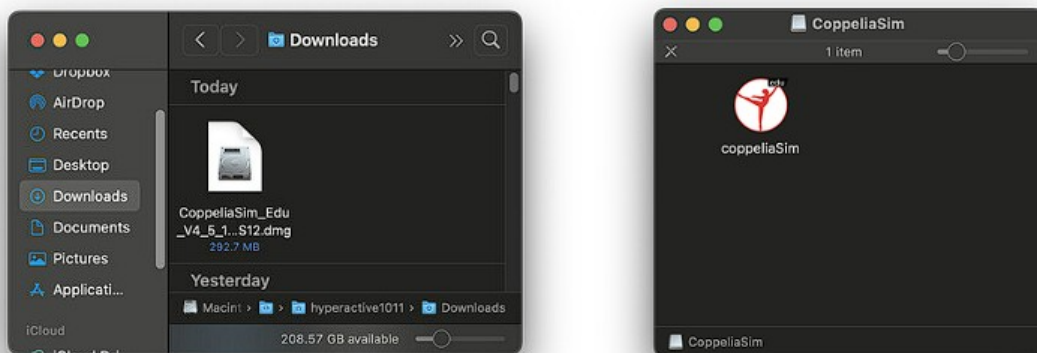 Downloads
Dropbox
AirDrop
Recents
Desktop
Downloads
Documents
Pictures
Applicati...
iCloud
Today
CoppeliaSim_Edu
_V4_5_1...S12.dmg
292.7 MB
Yesterday
Macint › › hyperactive1011 › Downloads
208.57 GB available
CoppeliaSim
1 item
edu
coppeliaSim
CoppeliaSim